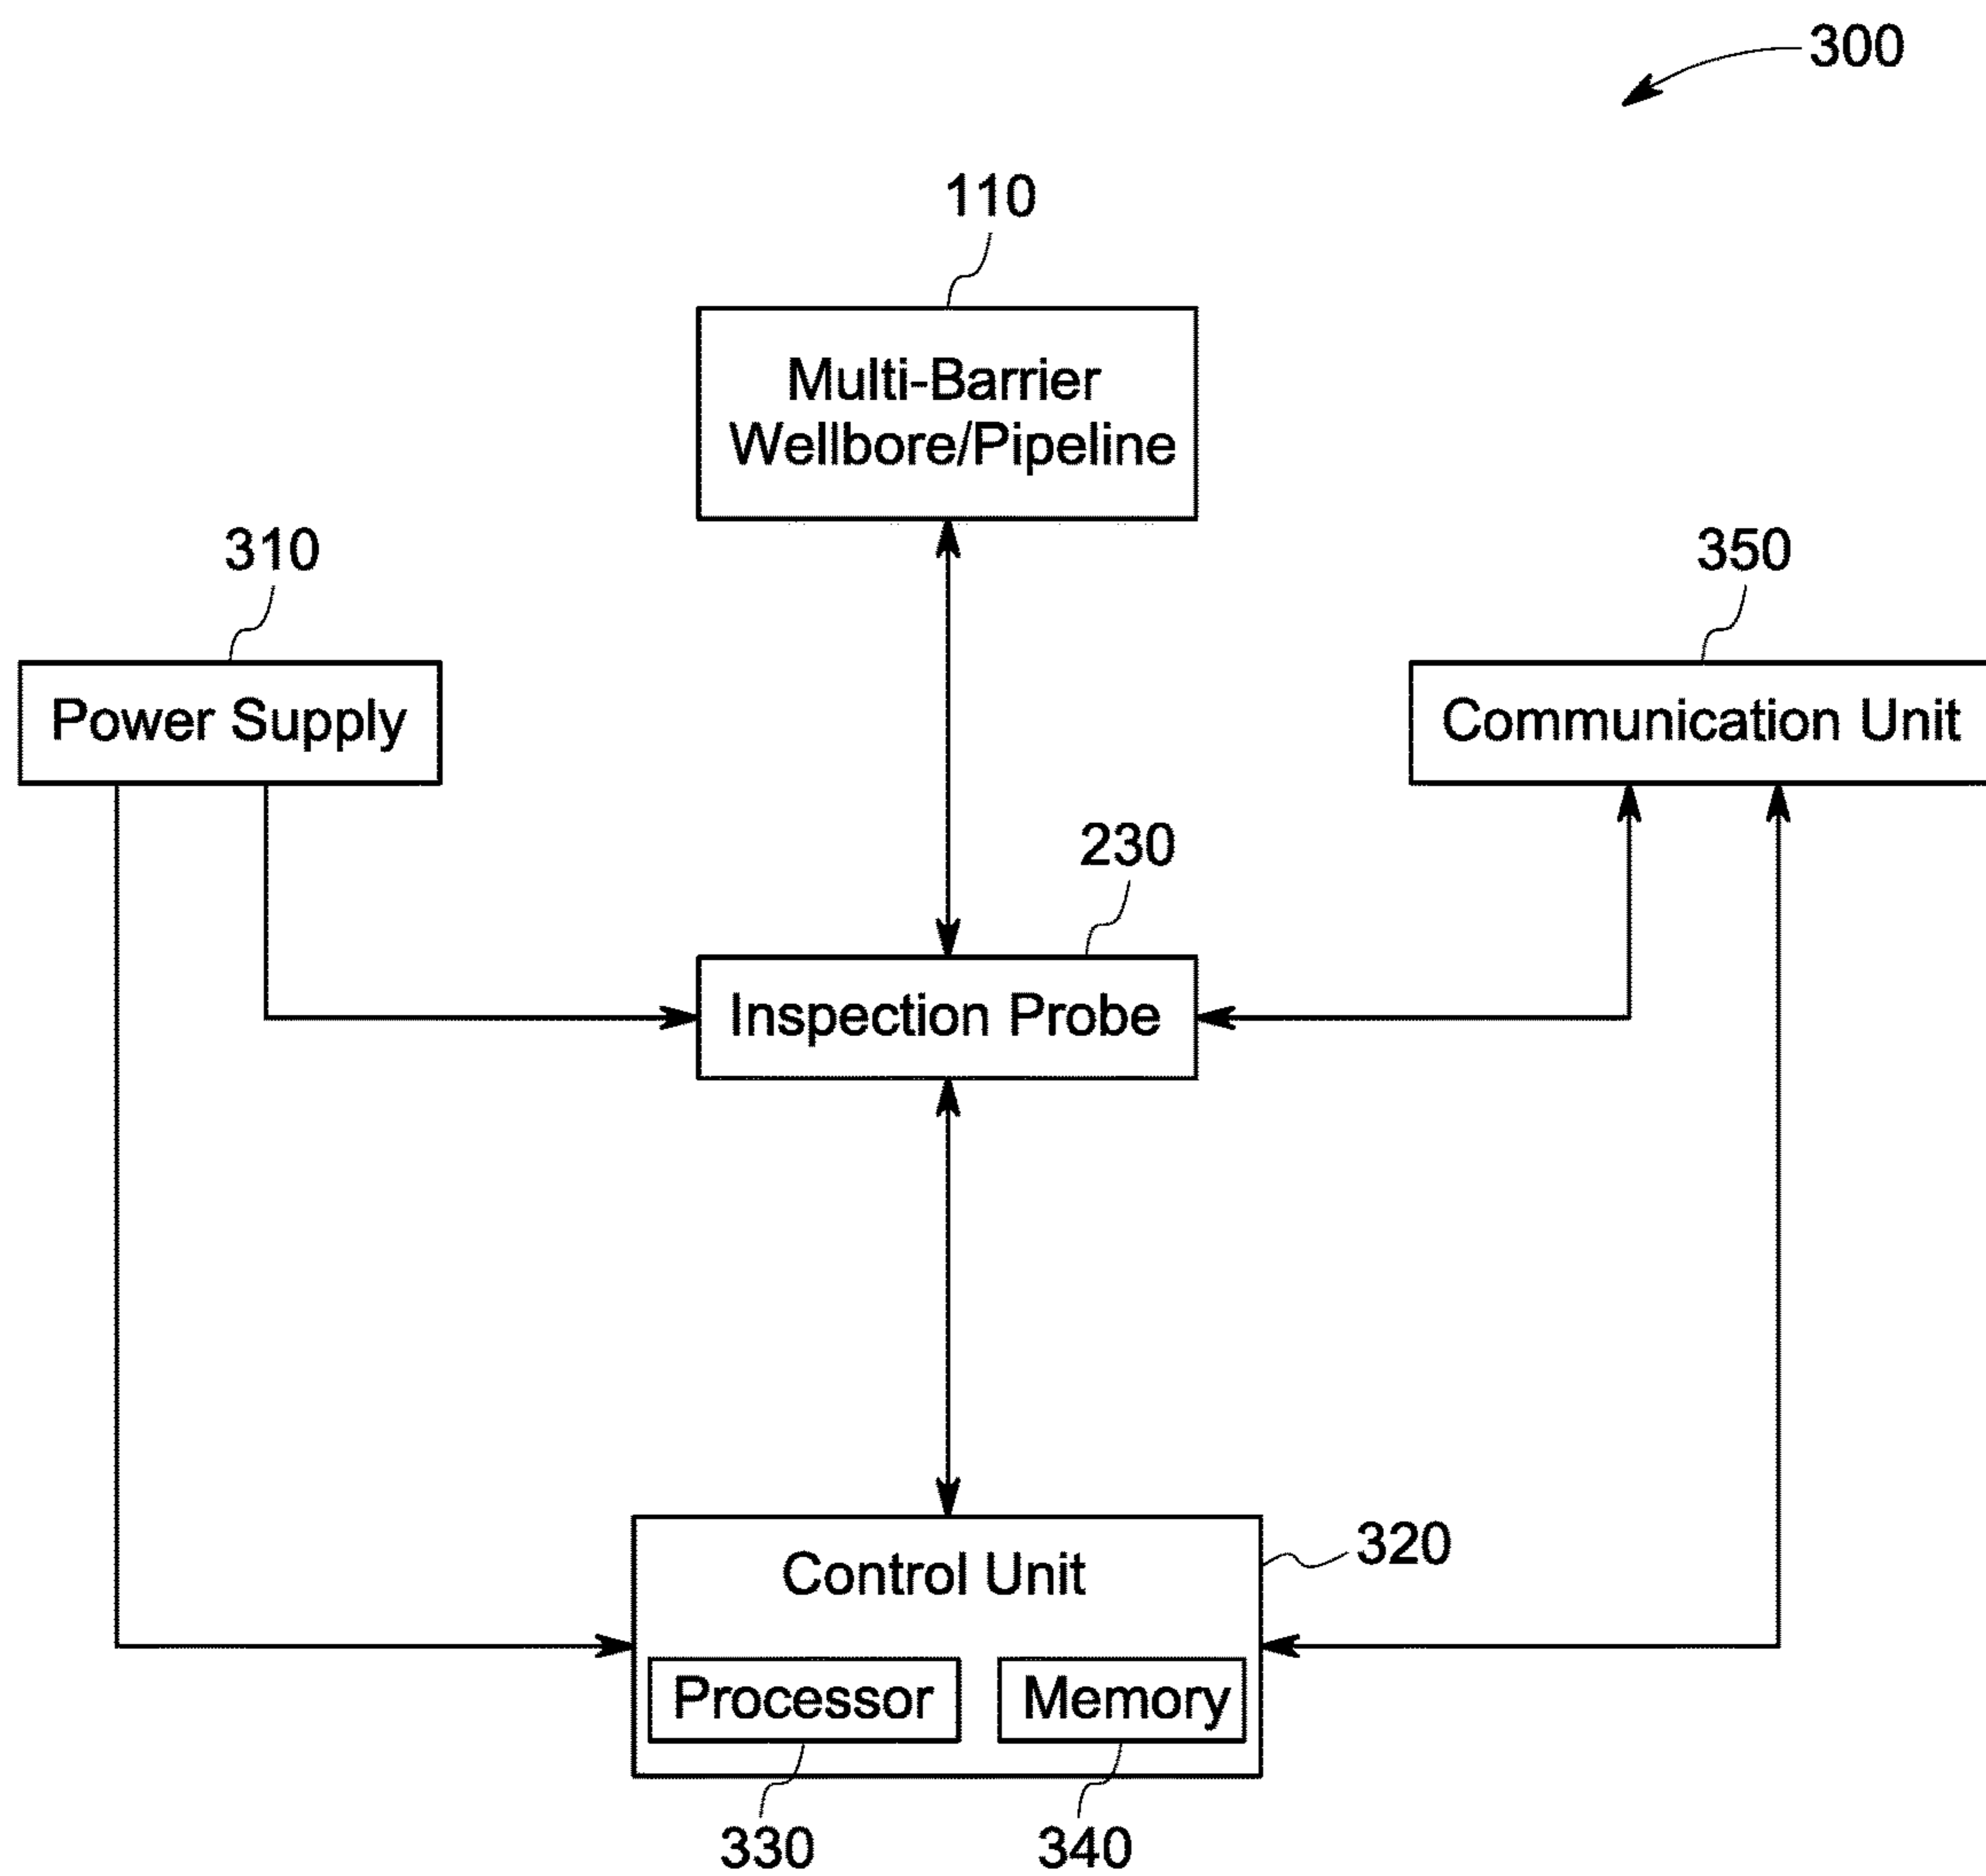 300
110
Multi-Barrier
Wellbore/Pipeline
310
350
Power Supply
Communication Unit
230
Inspection Probe
320
Control Unit
Processor
Memory
330
340